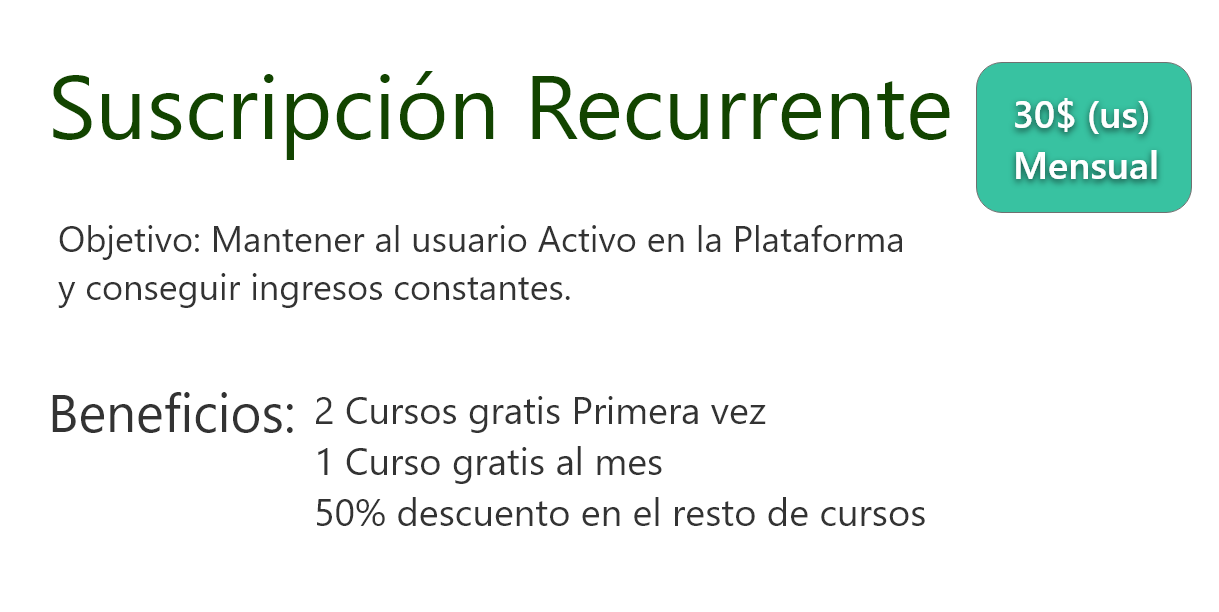 Suscripción Recurrente
30$ (us)
Mensual
Objetivo: Mantener al usuario Activo en la Plataforma
y conseguir ingresos constantes.
Beneficios:
2 Cursos gratis Primera vez
1 Curso gratis al mes
50% descuento en el resto de cursos